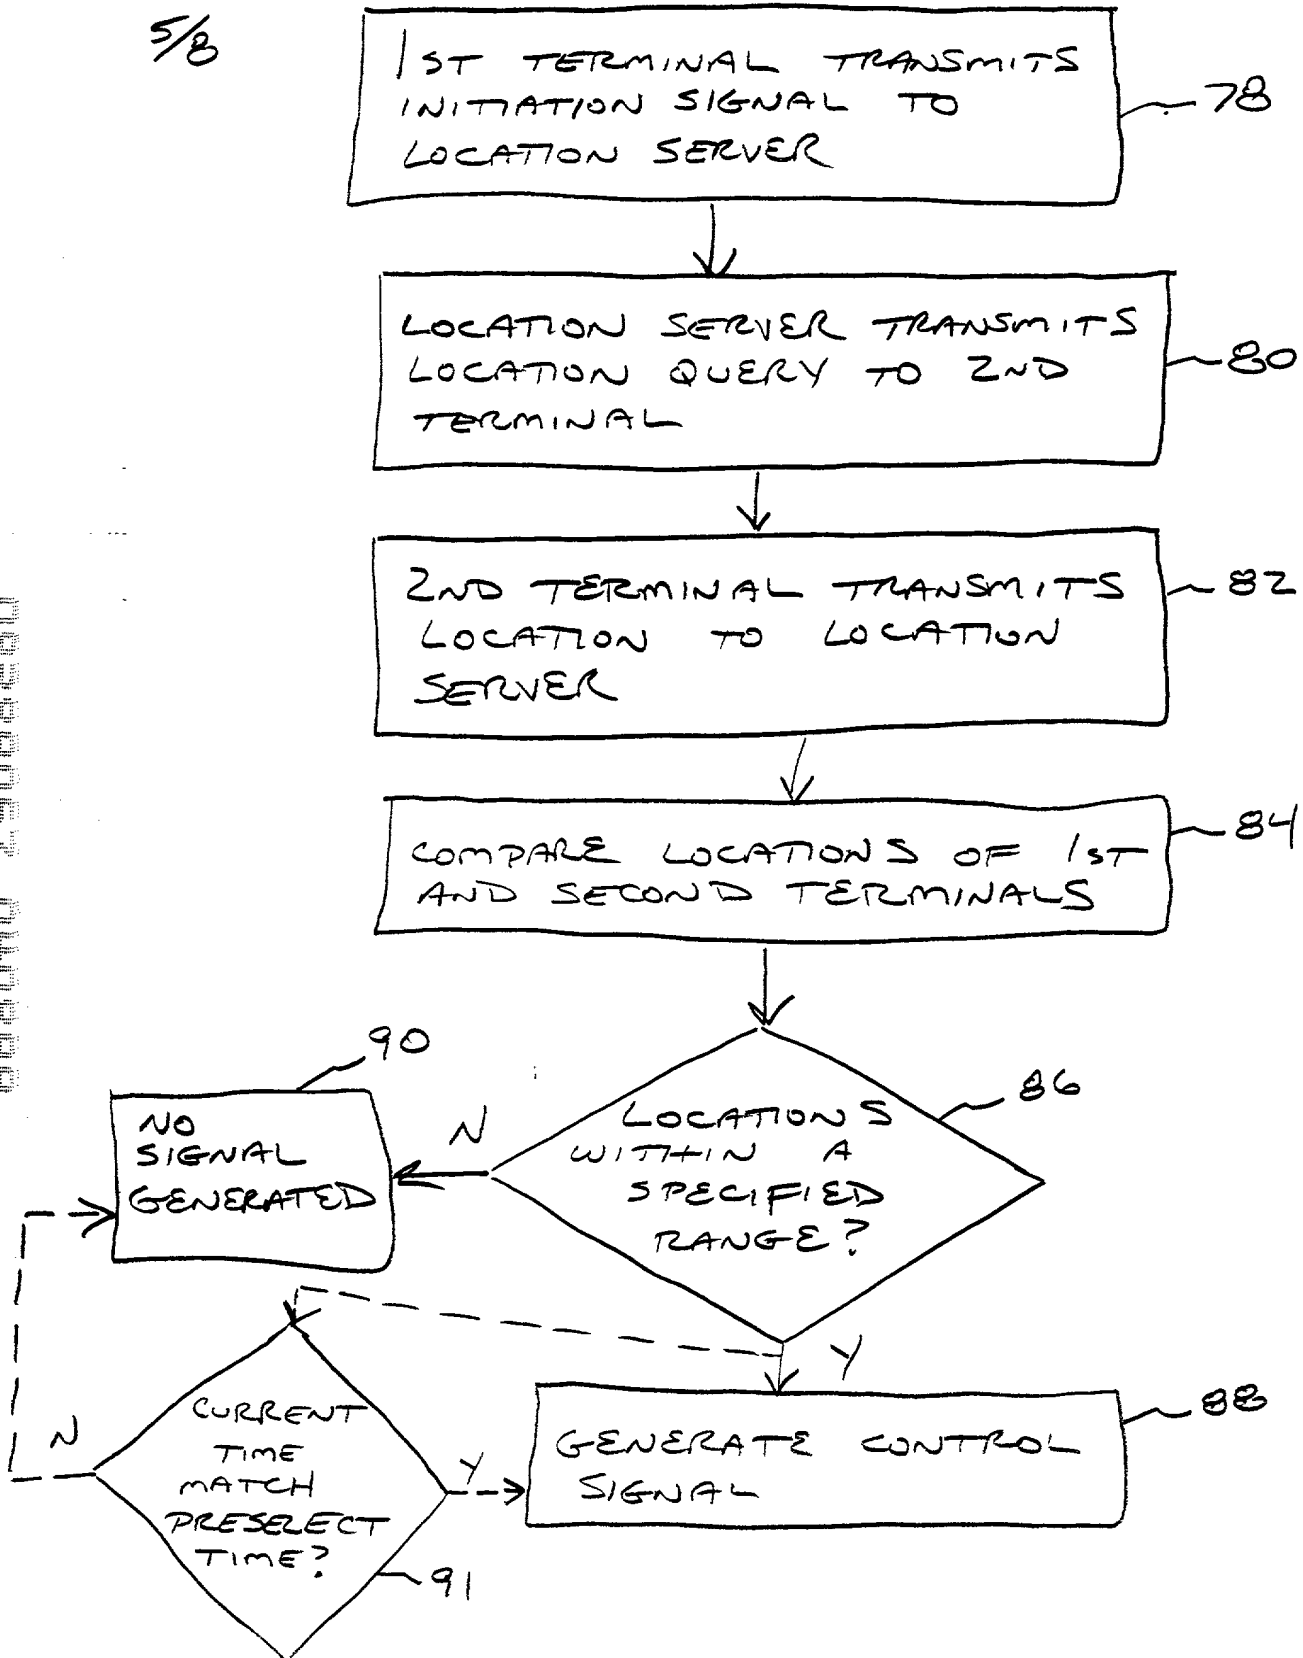 5/8
1ST TERMINAL TRANSMITS
INITIATION SIGNAL TO
LOCATION SERVER
78
LOCATION SERVER TRANSMITS
LOCATION QUERY TO 2ND
TERMINAL
80
2ND TERMINAL TRANSMITS
LOCATION TO LOCATION
SERVER
82
COMPARE LOCATIONS OF 1ST
AND SECOND TERMINALS
84
90
NO
SIGNAL
GENERATED
N
86
LOCATIONS
WITHIN A
SPECIFIED
RANGE?
Y
N
CURRENT
TIME
MATCH
PRESELECT
TIME?
91
Y
GENERATE CONTROL
SIGNAL
88